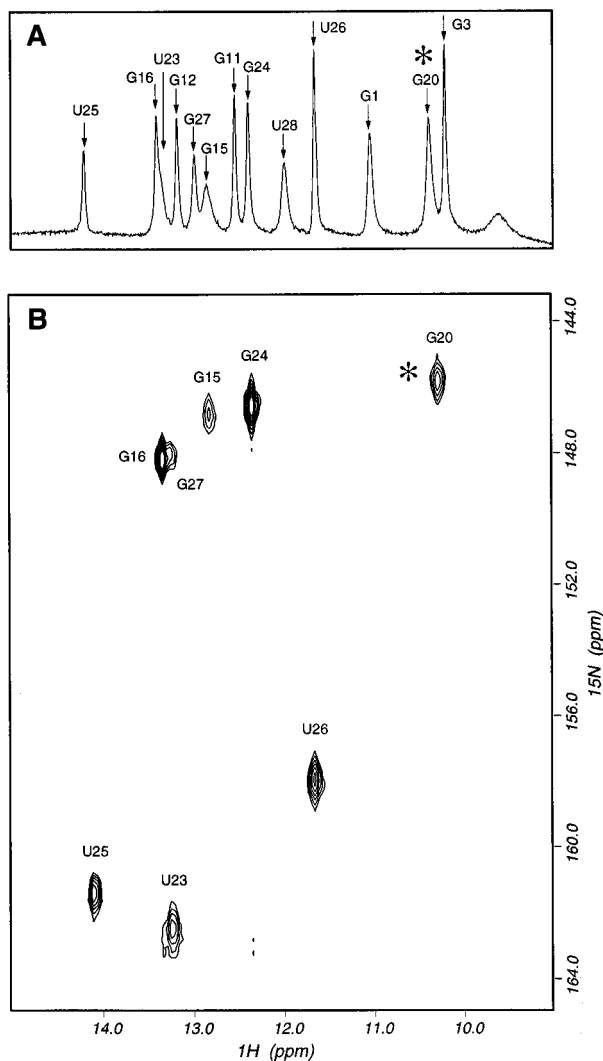 A
U26
G3
U23
G11
*
G16
G12
G24
G20
U25
G27
G1
G15
U28
B
144.0
G20
G24
*
G15
G16
148.0
G27
152.0
15N (ppm)
156.0
U26
160.0
U25
U23
164.0
14.0 13.0 12.0 11.0 10.0
1H (ppm)